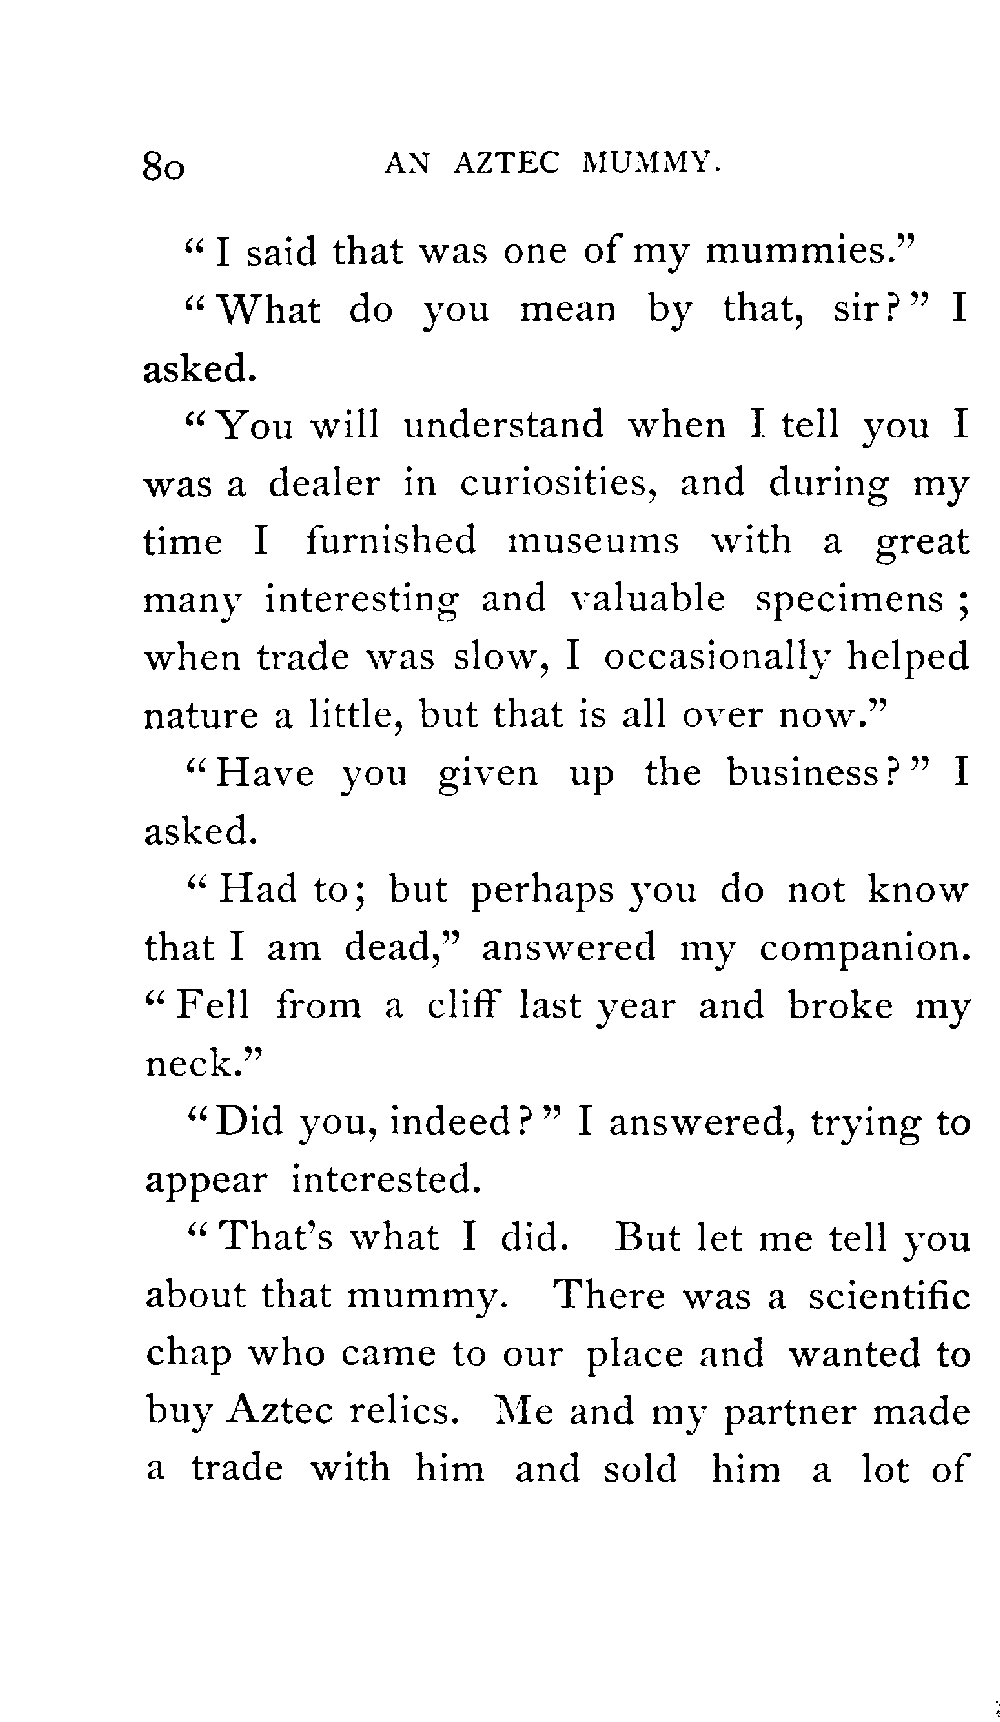 80 AN AZTEC MUMMY.
“ I said that was one of my mummies.”
“ What do you mean by that, sir? ” I
asked.
“ You will understand when I tell you I
was a dealer in curiosities, and during my
time I furnished museums with a great
many interesting and valuable specimens ;
when trade was slow, I occasionally helped
nature a little, but that is all over now.”
“ Have you given up the business? ” I
asked.
“ Had to; but perhaps you do not know
that I am dead,” answered my companion.
“ Fell from a cliff last year and broke my
neck.”
“ Did you, indeed? ” I answered, trying to
appear interested.
“ That’s what I did. But let me tell you
about that mummy. There was a scientific
chap who came to our place and wanted to
buy Aztec relics. Me and my partner made
a trade with him and sold him a lot of